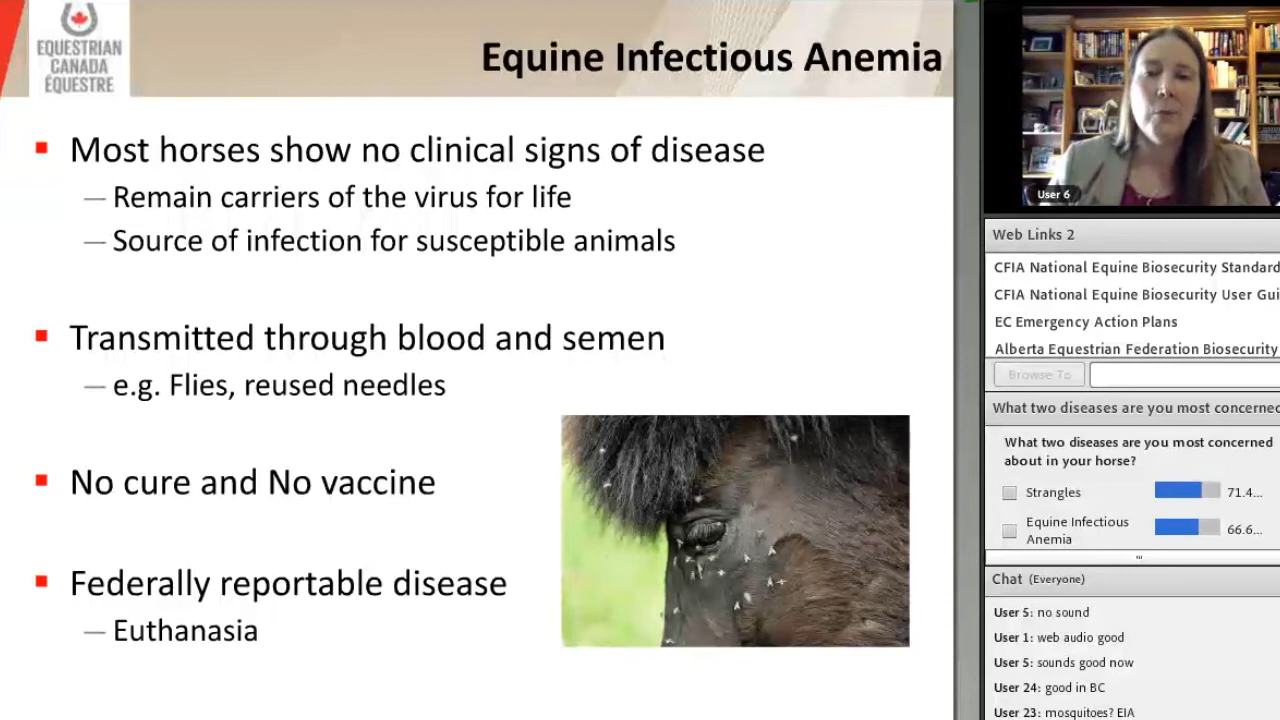 EQUESTRIAN
CANADA
ÉQUESTRE
Equine Infectious Anemia
Most horses show no clinical signs of disease
— Remain carriers of the virus for life
— Source of infection for susceptible animals
Transmitted through blood and semen
— e.g. Flies, reused needles
No cure and No vaccine
Federally reportable disease
— Euthanasia
User 6
Web Links 2
CFIA National Equine Biosecurity Standard
CFIA National Equine Biosecurity User Gui
EC Emergency Action Plans
Alberta Equestrian Federation Biosecurity
Browse To
What two diseases are you most concerned
What two diseases are you most concerned
about in your horse?
Strangles 71.4...
Equine Infectious
Anemia 66.6...
Chat (Everyone)
User 5: no sound
User 1: web audio good
User 5: sounds good now
User 24: good in BC
User 23: mosquitoes? EIA